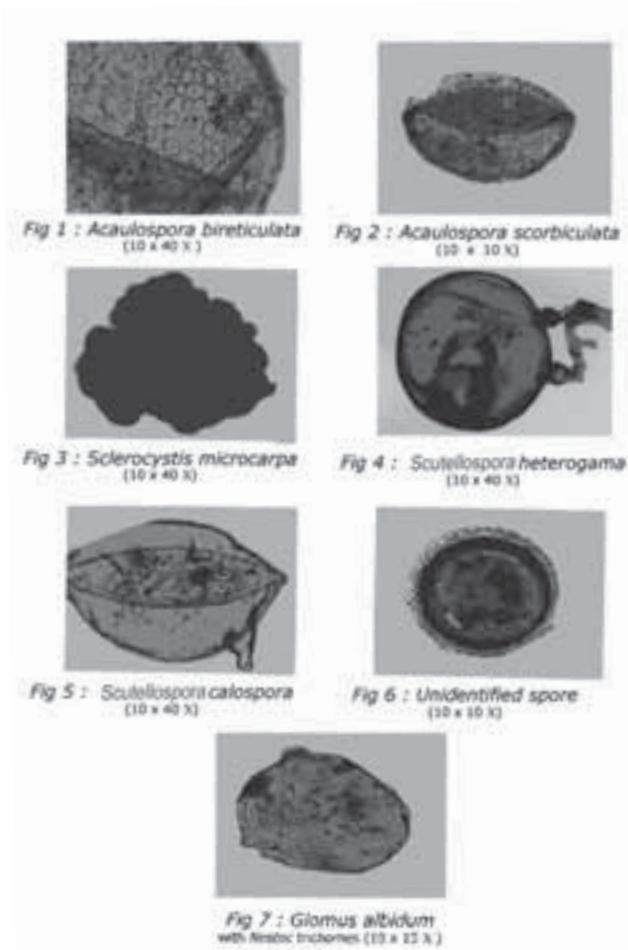 Fig 1 : Acaulospora bireticulata
(10 x 40 X )
Fig 2 : Acaulospora scorbiculata
(10 x 10 X)
Fig 3 : Sclerocystis microcarpa
(10 x 40 X)
Fig 4 : Scutellospora heterogama
(10 x 40 X)
Fig 5 : Scutellospora calospora
(10 x 40 X)
Fig 6 : Unidentified spore
(10 x 10 X)
Fig 7 : Glomus albidum
with Nostoc trichomes (10 x